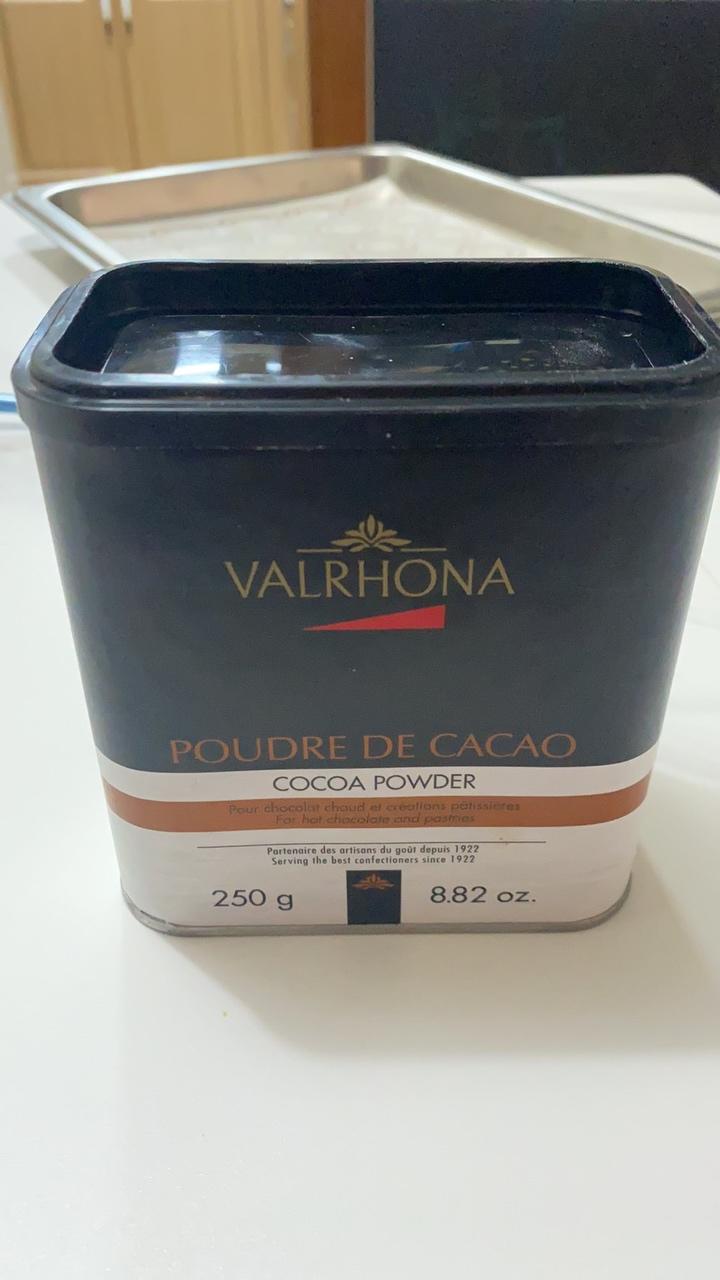 VALRHONA
POUDRE DE CACAO
COCOA POWDER
Pour chocolat chaud et créations pâtissières
For hot chocolate and pastries
Partenaire des artisans du goût depuis 1922
Serving the best confectioners since 1922
250 g 8.82 oz.